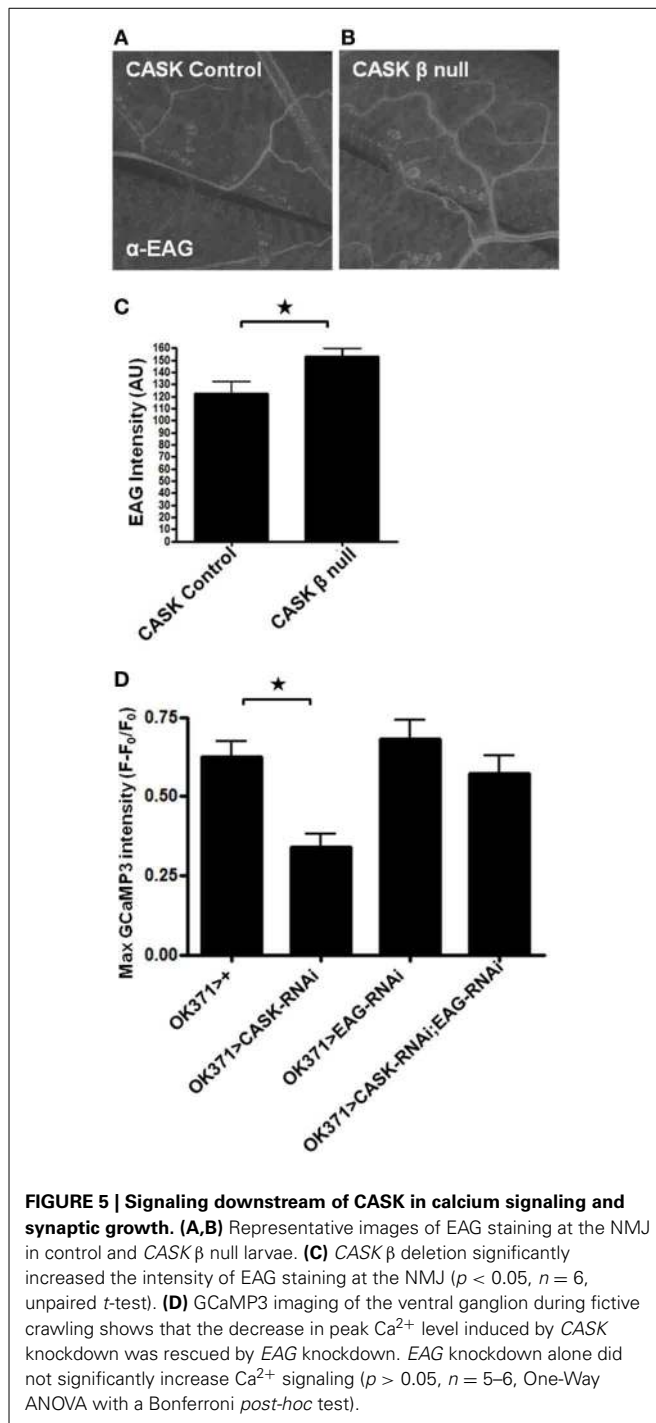 A
B
CASK Control
CASK β null
α-EAG
C
★
160
150
140
130
120
110
100
90
80
70
60
50
40
30
20
10
0
EAG Intensity (AU)
CASK Control
CASK β null
D
★
0.75
0.50
0.25
0.00
Max GCaMP3 intensity (F-F₀/F₀)
OK371>+
OK371>CASK-RNAi
OK371>EAG-RNAi
OK371>CASK-RNAi;EAG-RNAi
FIGURE 5 | Signaling downstream of CASK in calcium signaling and
synaptic growth. (A,B) Representative images of EAG staining at the NMJ
in control and CASK β null larvae. (C) CASK β deletion significantly
increased the intensity of EAG staining at the NMJ (p < 0.05, n = 6,
unpaired t-test). (D) GCaMP3 imaging of the ventral ganglion during fictive
crawling shows that the decrease in peak Ca²⁺ level induced by CASK
knockdown was rescued by EAG knockdown. EAG knockdown alone did
not significantly increase Ca²⁺ signaling (p > 0.05, n = 5–6, One-Way
ANOVA with a Bonferroni post-hoc test).